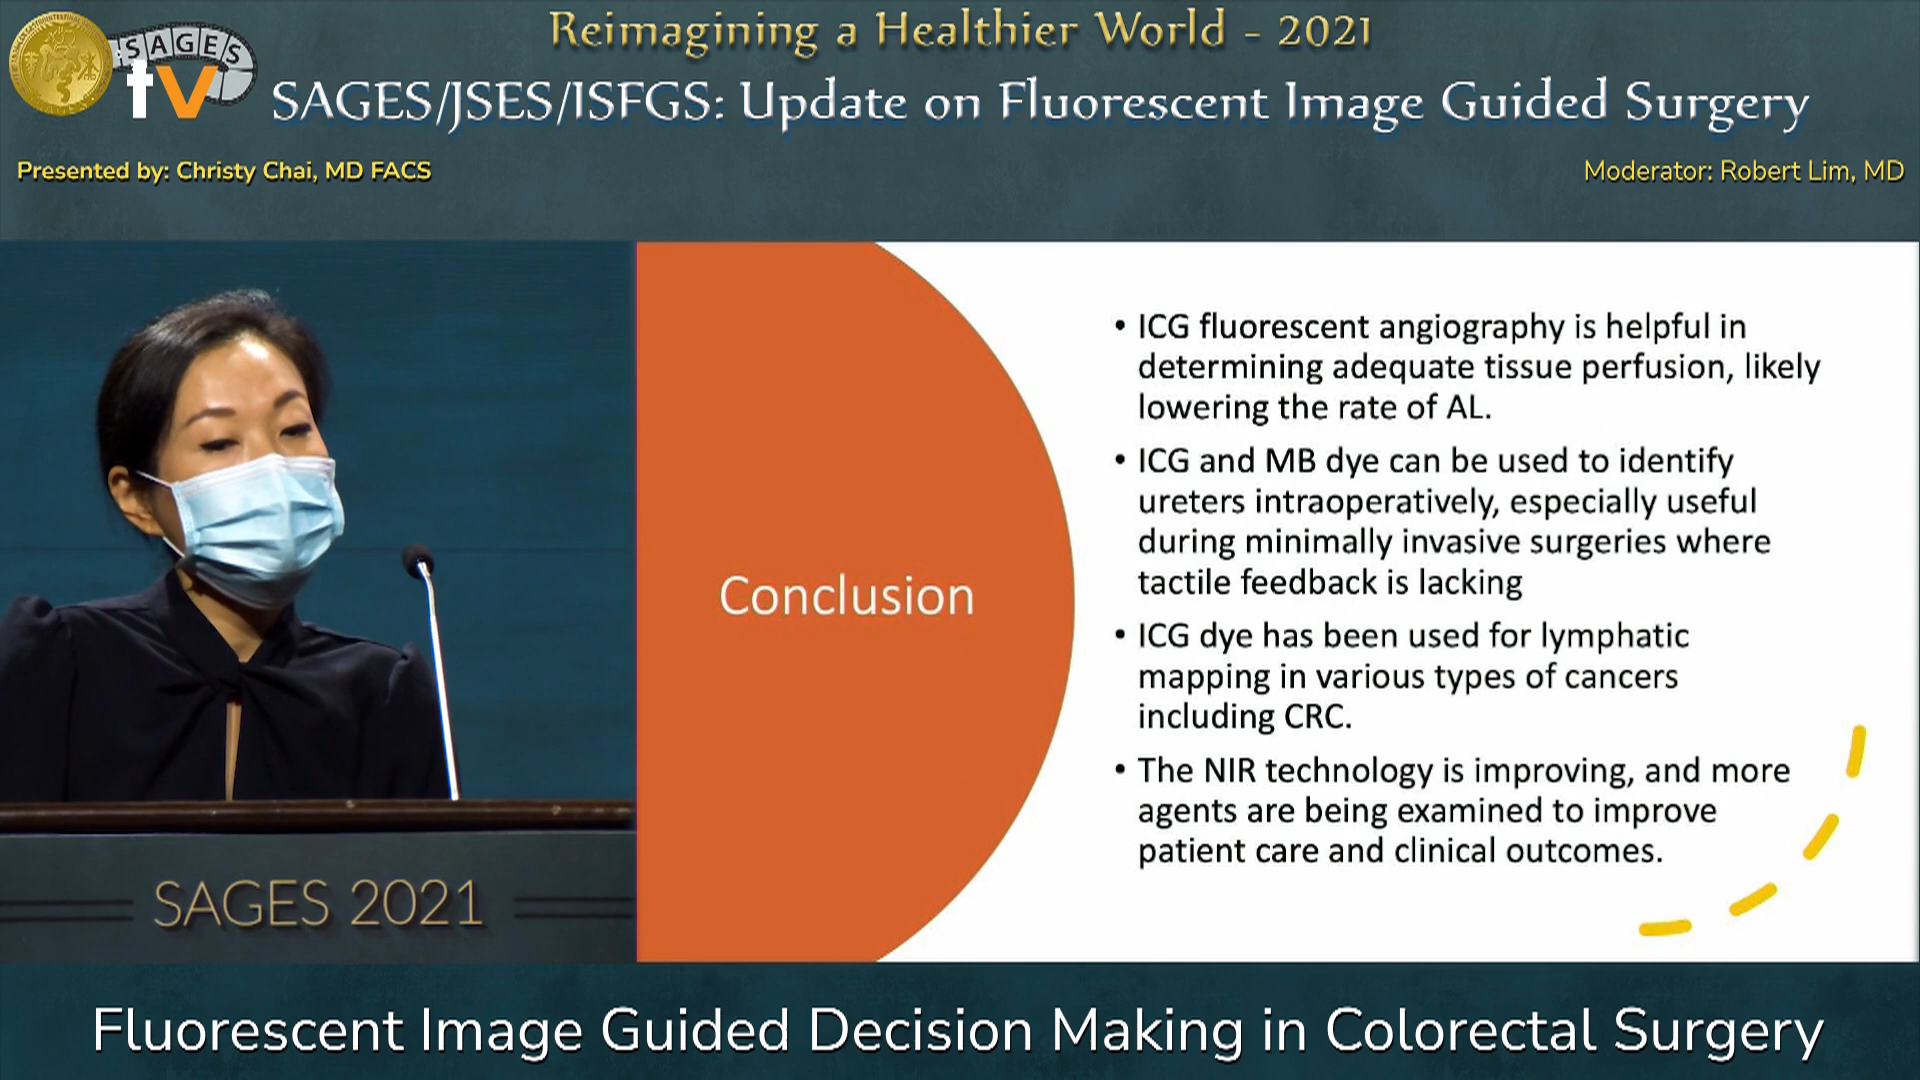 Reimagining a Healthier World - 2021
SAGES
tv
SAGES/JSES/ISFGS: Update on Fluorescent Image Guided Surgery
Presented by: Christy Chai, MD FACS
Moderator: Robert Lim, MD
Conclusion
• ICG fluorescent angiography is helpful in
determining adequate tissue perfusion, likely
lowering the rate of AL.
• ICG and MB dye can be used to identify
ureters intraoperatively, especially useful
during minimally invasive surgeries where
tactile feedback is lacking
• ICG dye has been used for lymphatic
mapping in various types of cancers
including CRC.
• The NIR technology is improving, and more
agents are being examined to improve
patient care and clinical outcomes.
SAGES 2021
Fluorescent Image Guided Decision Making in Colorectal Surgery